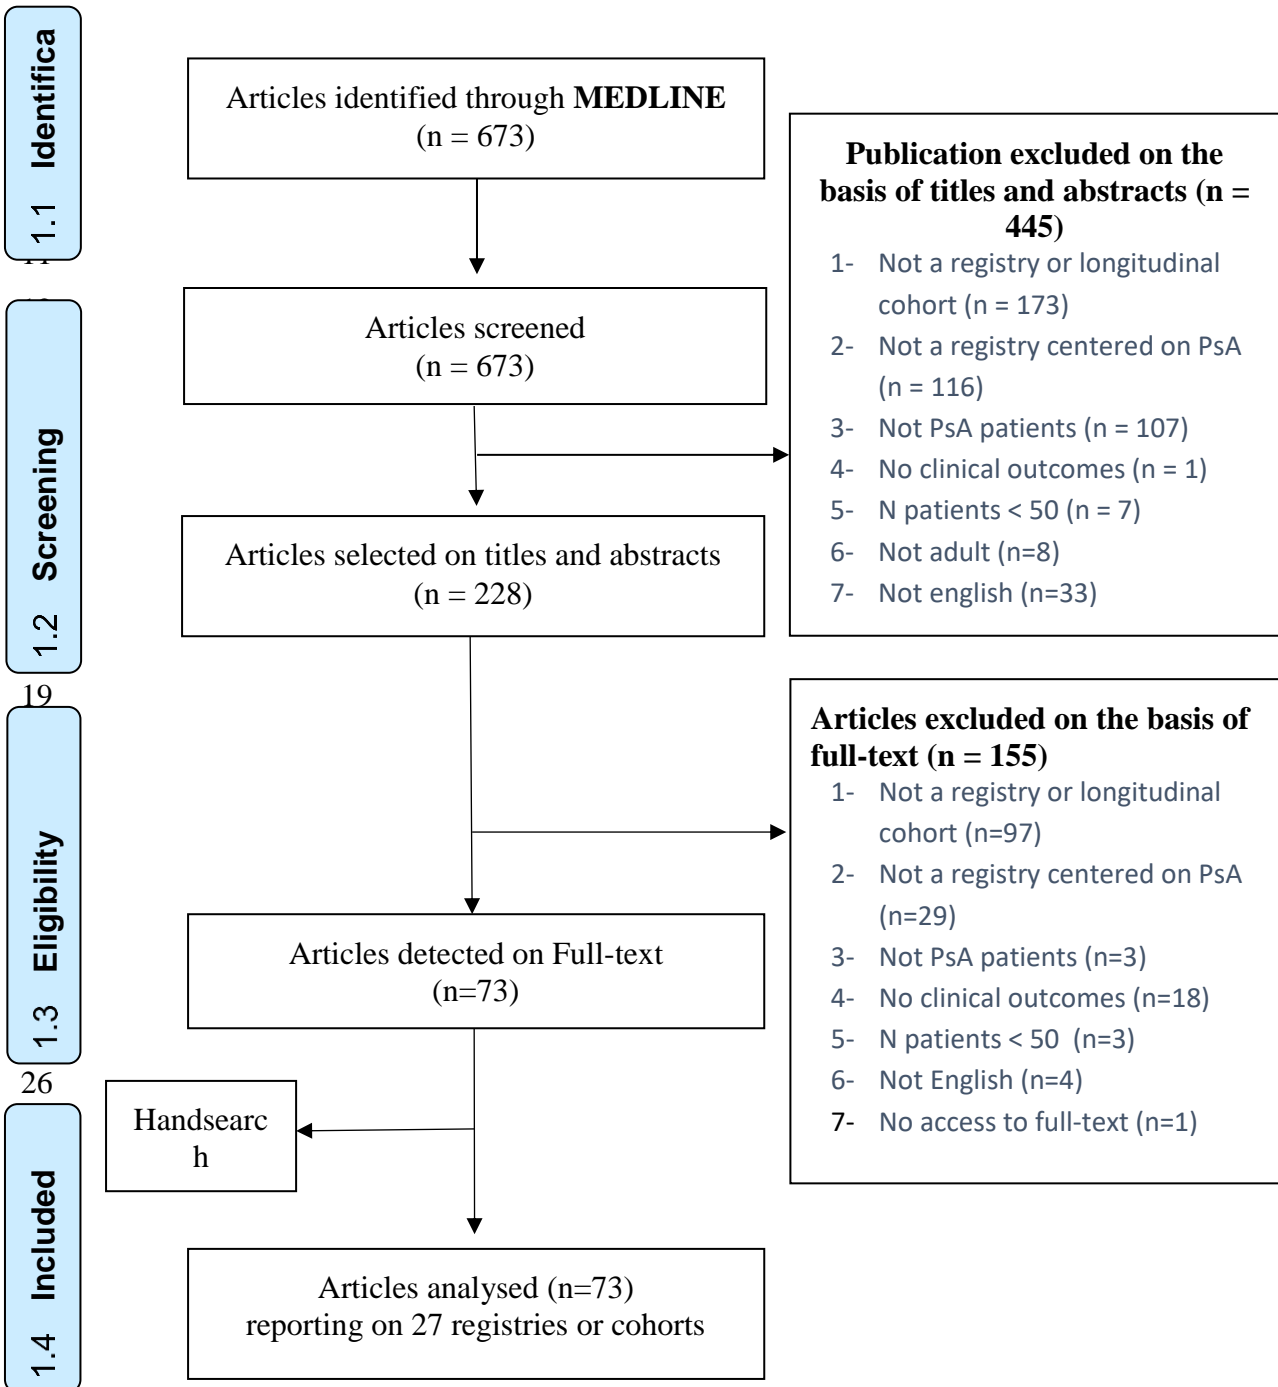 1.1 Identifica
Articles identified through MEDLINE
(n = 673)
Publication excluded on the
basis of titles and abstracts (n =
445)
1- Not a registry or longitudinal
cohort (n = 173)
2- Not a registry centered on PsA
(n = 116)
3- Not PsA patients (n = 107)
4- No clinical outcomes (n = 1)
5- N patients < 50 (n = 7)
6- Not adult (n=8)
7- Not english (n=33)
Articles screened
(n = 673)
1.2 Screening
Articles selected on titles and abstracts
(n = 228)
19
Articles excluded on the basis of
full-text (n = 155)
1- Not a registry or longitudinal
cohort (n=97)
2- Not a registry centered on PsA
(n=29)
3- Not PsA patients (n=3)
4- No clinical outcomes (n=18)
5- N patients < 50 (n=3)
6- Not English (n=4)
7- No access to full-text (n=1)
1.3 Eligibility
Articles detected on Full-text
(n=73)
26
Handsearc
h
1.4 Included
Articles analysed (n=73)
reporting on 27 registries or cohorts